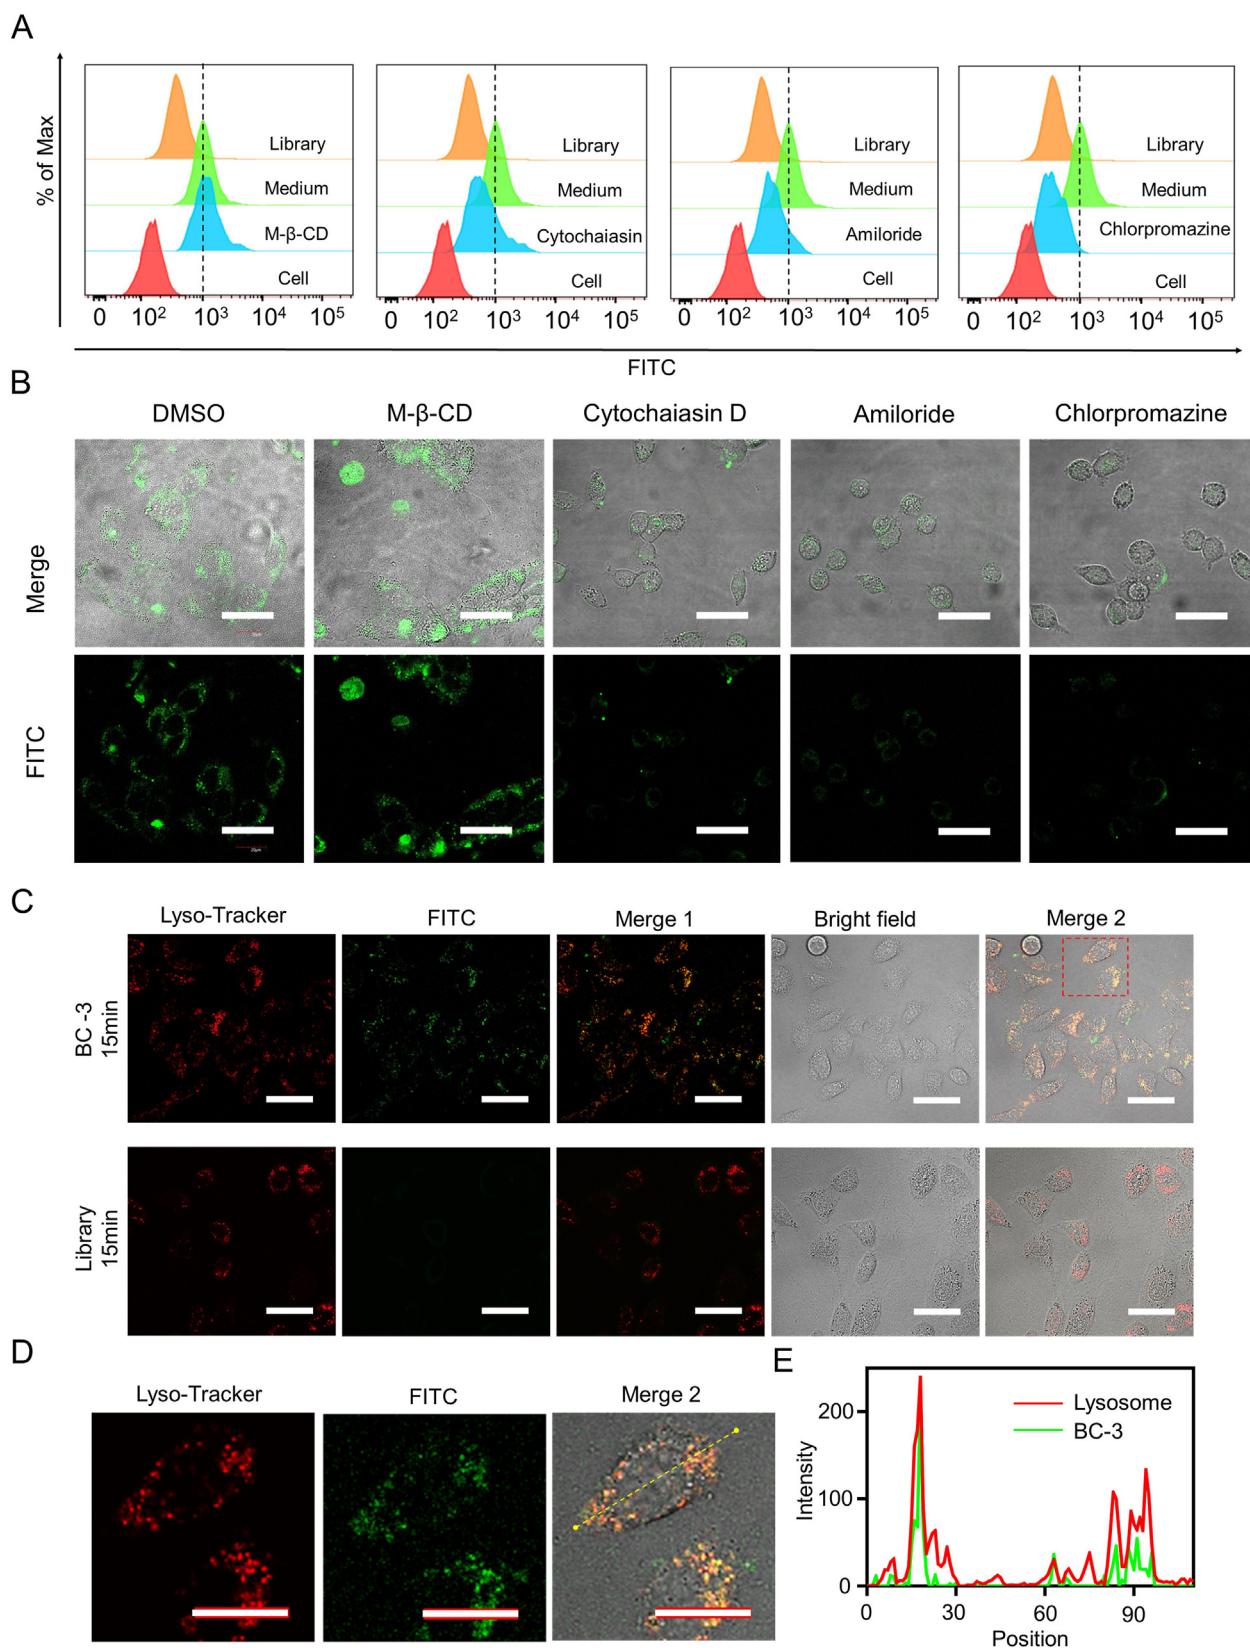 A
% of Max
Library
Medium
M-β-CD
Cell
0 10² 10³ 10⁴ 10⁵
Library
Medium
Cytochaiasin
Cell
0 10² 10³ 10⁴ 10⁵
Library
Medium
Amiloride
Cell
0 10² 10³ 10⁴ 10⁵
Library
Medium
Chlorpromazine
Cell
0 10² 10³ 10⁴ 10⁵
FITC
B
DMSO M-β-CD Cytochaiasin D Amiloride Chlorpromazine
Merge
FITC
20μm
C
Lyso-Tracker FITC Merge 1 Bright field Merge 2
BC -3
15min
Library
15min
D
Lyso-Tracker FITC Merge 2
E
Lysosome
BC-3
Intensity
200
100
0
0 30 60 90
Position